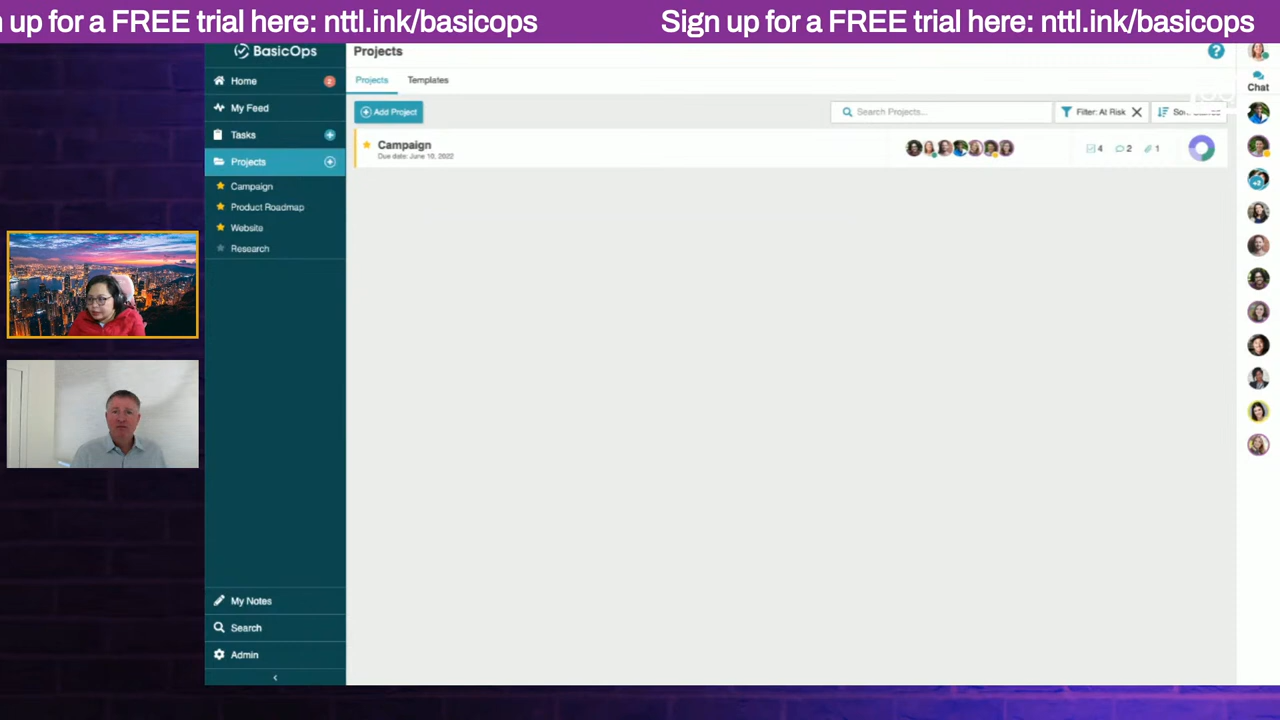 up for a FREE trial here: nttl.ink/basicops
Sign up for a FREE trial here: nttl.ink/basicops
BasicOps
Projects
?
Projects
Templates
Chat
Home
2
My Feed
Add Project
Search Projects...
Filter: At Risk
Tasks
Campaign
Due date: June 10, 2022
4
2
1
Projects
Campaign
Product Roadmap
Website
Research
+3
My Notes
Search
Admin